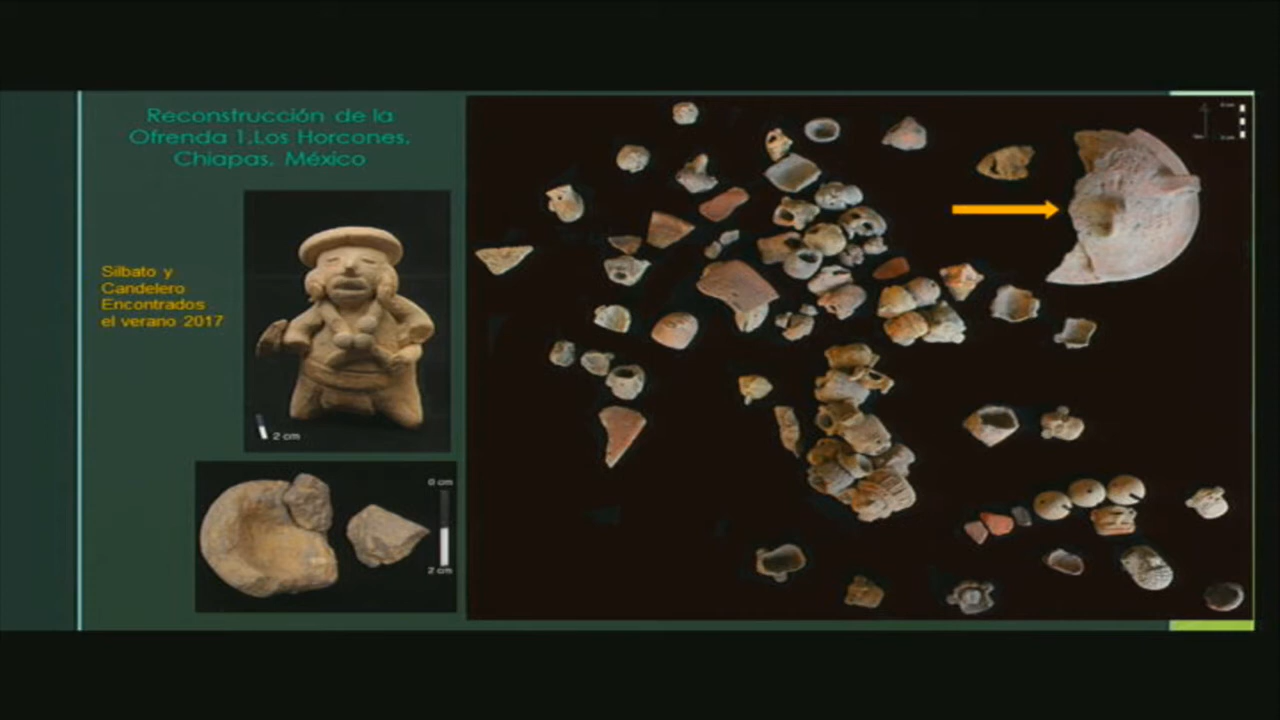 Reconstrucción de la
Ofrenda 1,Los Horcones,
Chiapas, México
Silbato y
Candelero
Encontrados
el verano 2017
2 cm
0 cm
2 cm